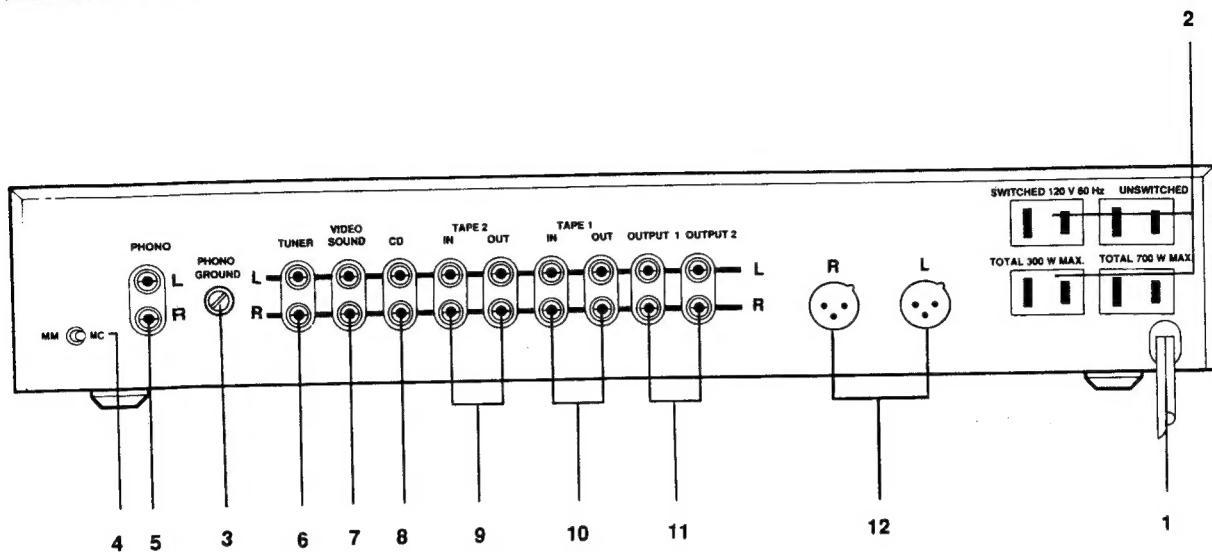 2
SWITCHED 120 V 60 Hz UNSWITCHED
TOTAL 300 W MAX. TOTAL 700 W MAX.
PHONO
L
R
PHONO
GROUND
MM MC
TUNER
VIDEO
SOUND
CD
TAPE 2
IN OUT
TAPE 1
IN OUT
OUTPUT 1 OUTPUT 2
L L
R R
R L
4 5 3 6 7 8 9 10 11 12 1